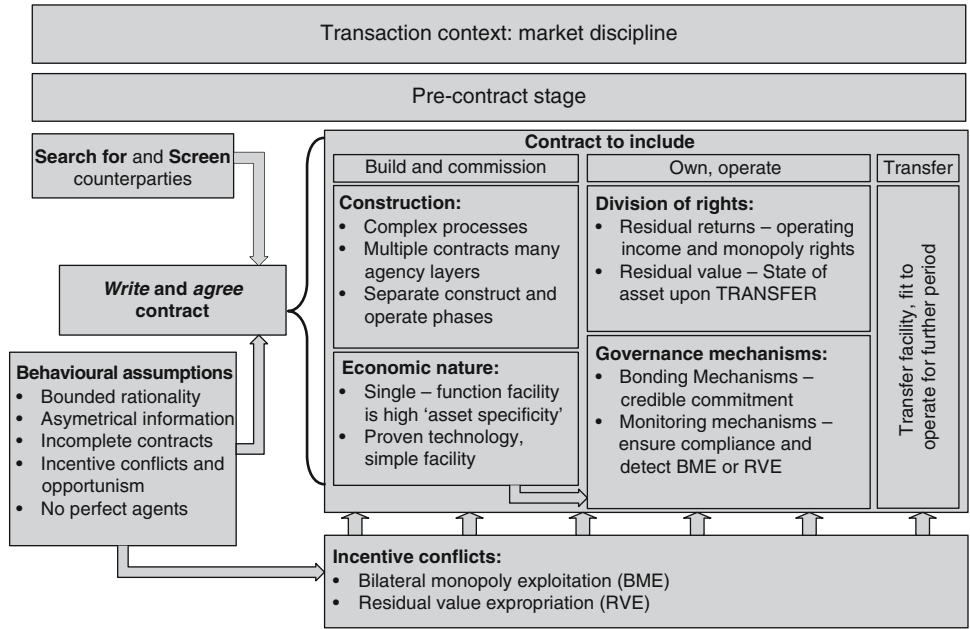 Transaction context: market discipline
Pre-contract stage
Search for and Screen
counterparties
Write and agree
contract
Behavioural assumptions
• Bounded rationality
• Asymetrical information
• Incomplete contracts
• Incentive conflicts and
opportunism
• No perfect agents
Contract to include
Build and commission
Own, operate
Transfer
Construction:
• Complex processes
• Multiple contracts many
agency layers
• Separate construct and
operate phases
Economic nature:
• Single – function facility
is high ‘asset specificity’
• Proven technology,
simple facility
Division of rights:
• Residual returns – operating
income and monopoly rights
• Residual value – State of
asset upon TRANSFER
Governance mechanisms:
• Bonding Mechanisms –
credible commitment
• Monitoring mechanisms –
ensure compliance and
detect BME or RVE
Transfer facility, fit to
operate for further period
Incentive conflicts:
• Bilateral monopoly exploitation (BME)
• Residual value expropriation (RVE)